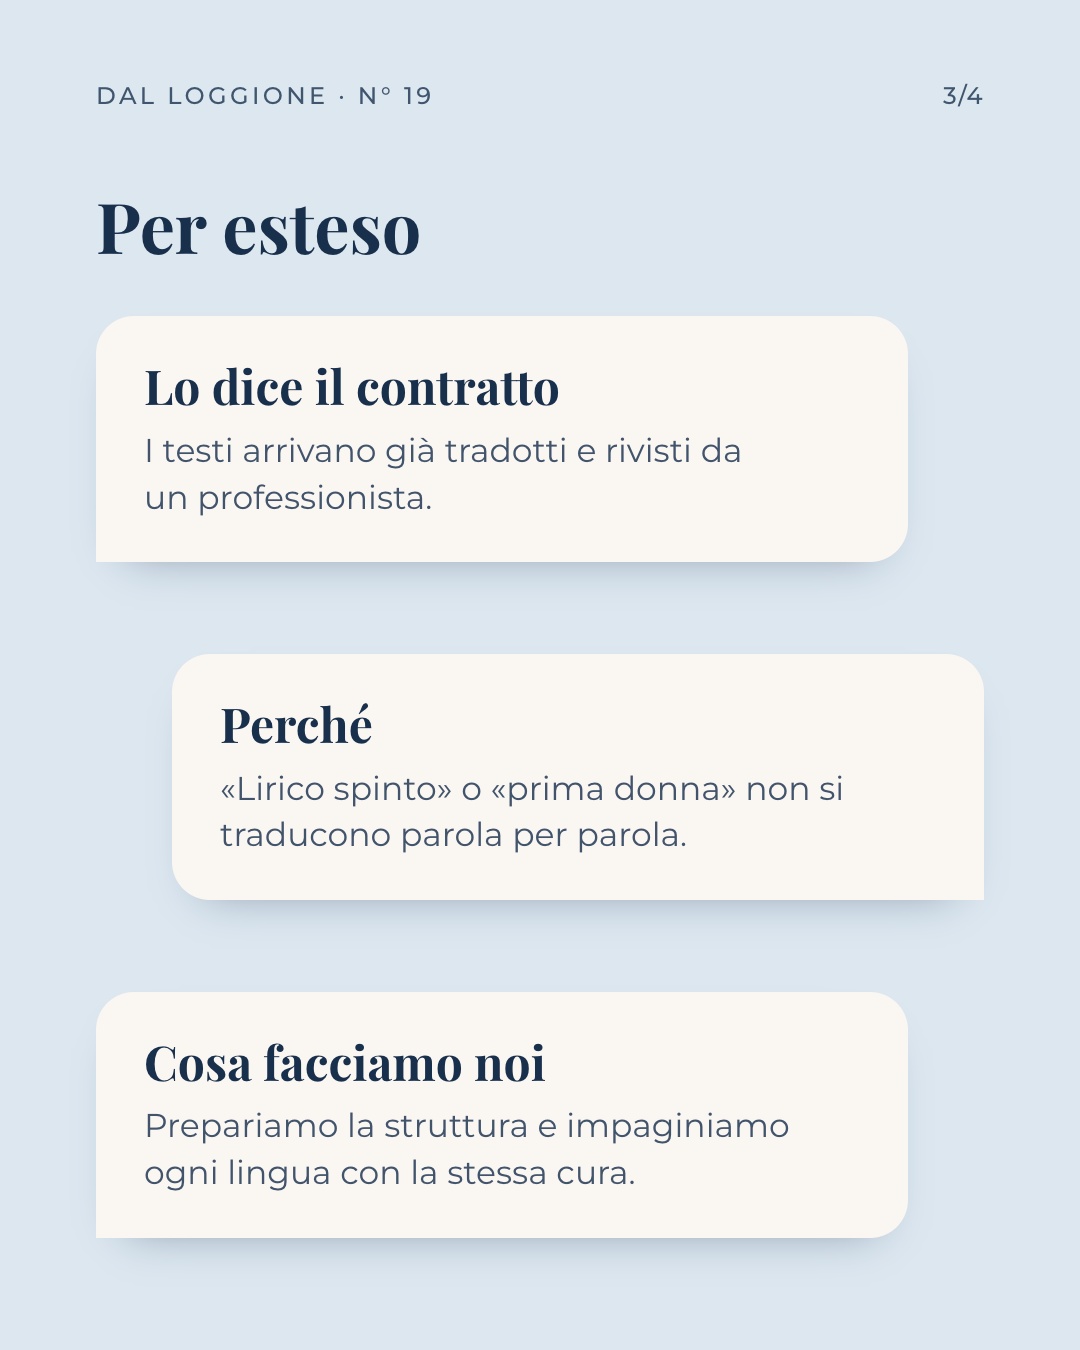 DAL LOGGIONE · N° 19
3/4
Per esteso
Lo dice il contratto
I testi arrivano già tradotti e rivisti da
un professionista.
Perché
«Lirico spinto» o «prima donna» non si
traducono parola per parola.
Cosa facciamo noi
Prepariamo la struttura e impaginiamo
ogni lingua con la stessa cura.